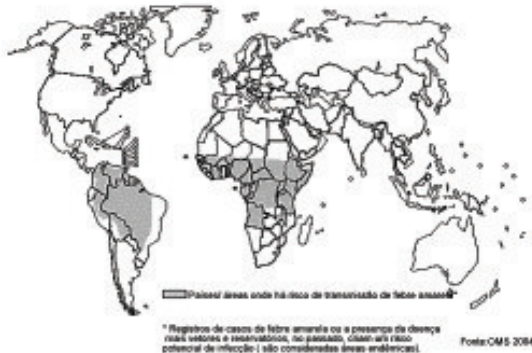 Países/ áreas onde há risco de transmissão de febre amarela
* Registros de casos de febre amarela ou a presença da doença
mais vetores e reservatórios, no passado, criam um risco
potencial de infecção ( são consideradas áreas endêmicas).
Fonte:OMS